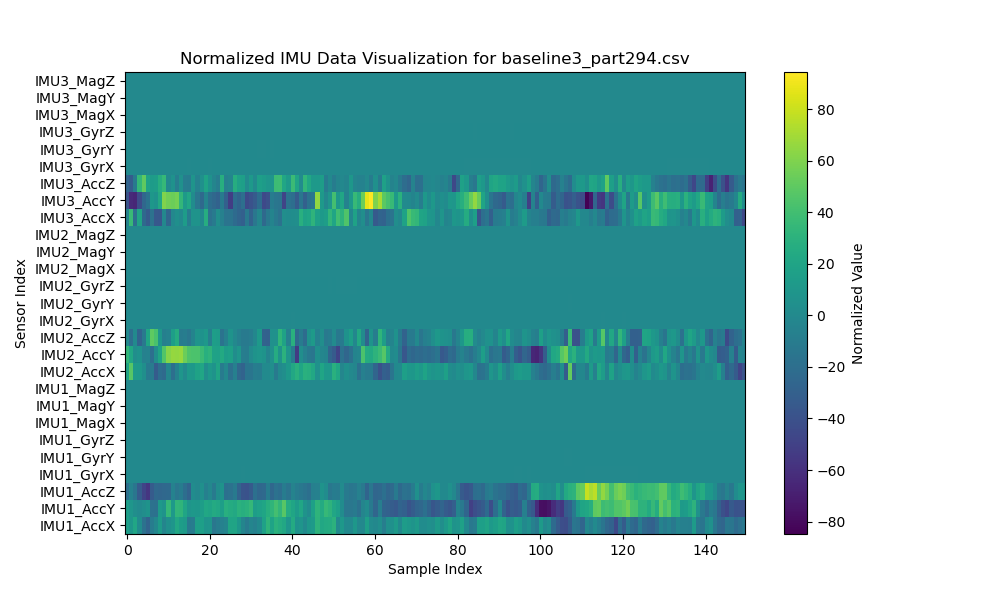 Normalized IMU Data Visualization for baseline3_part294.csv
IMU3_MagZ
IMU3_MagY
IMU3_MagX
IMU3_GyrZ
IMU3_GyrY
IMU3_GyrX
IMU3_AccZ
IMU3_AccY
IMU3_AccX
IMU2_MagZ
IMU2_MagY
IMU2_MagX
IMU2_GyrZ
IMU2_GyrY
IMU2_GyrX
IMU2_AccZ
IMU2_AccY
IMU2_AccX
IMU1_MagZ
IMU1_MagY
IMU1_MagX
IMU1_GyrZ
IMU1_GyrY
IMU1_GyrX
IMU1_AccZ
IMU1_AccY
IMU1_AccX
Sensor Index
0 20 40 60 80 100 120 140
Sample Index
80
60
40
20
0
−20
−40
−60
−80
Normalized Value